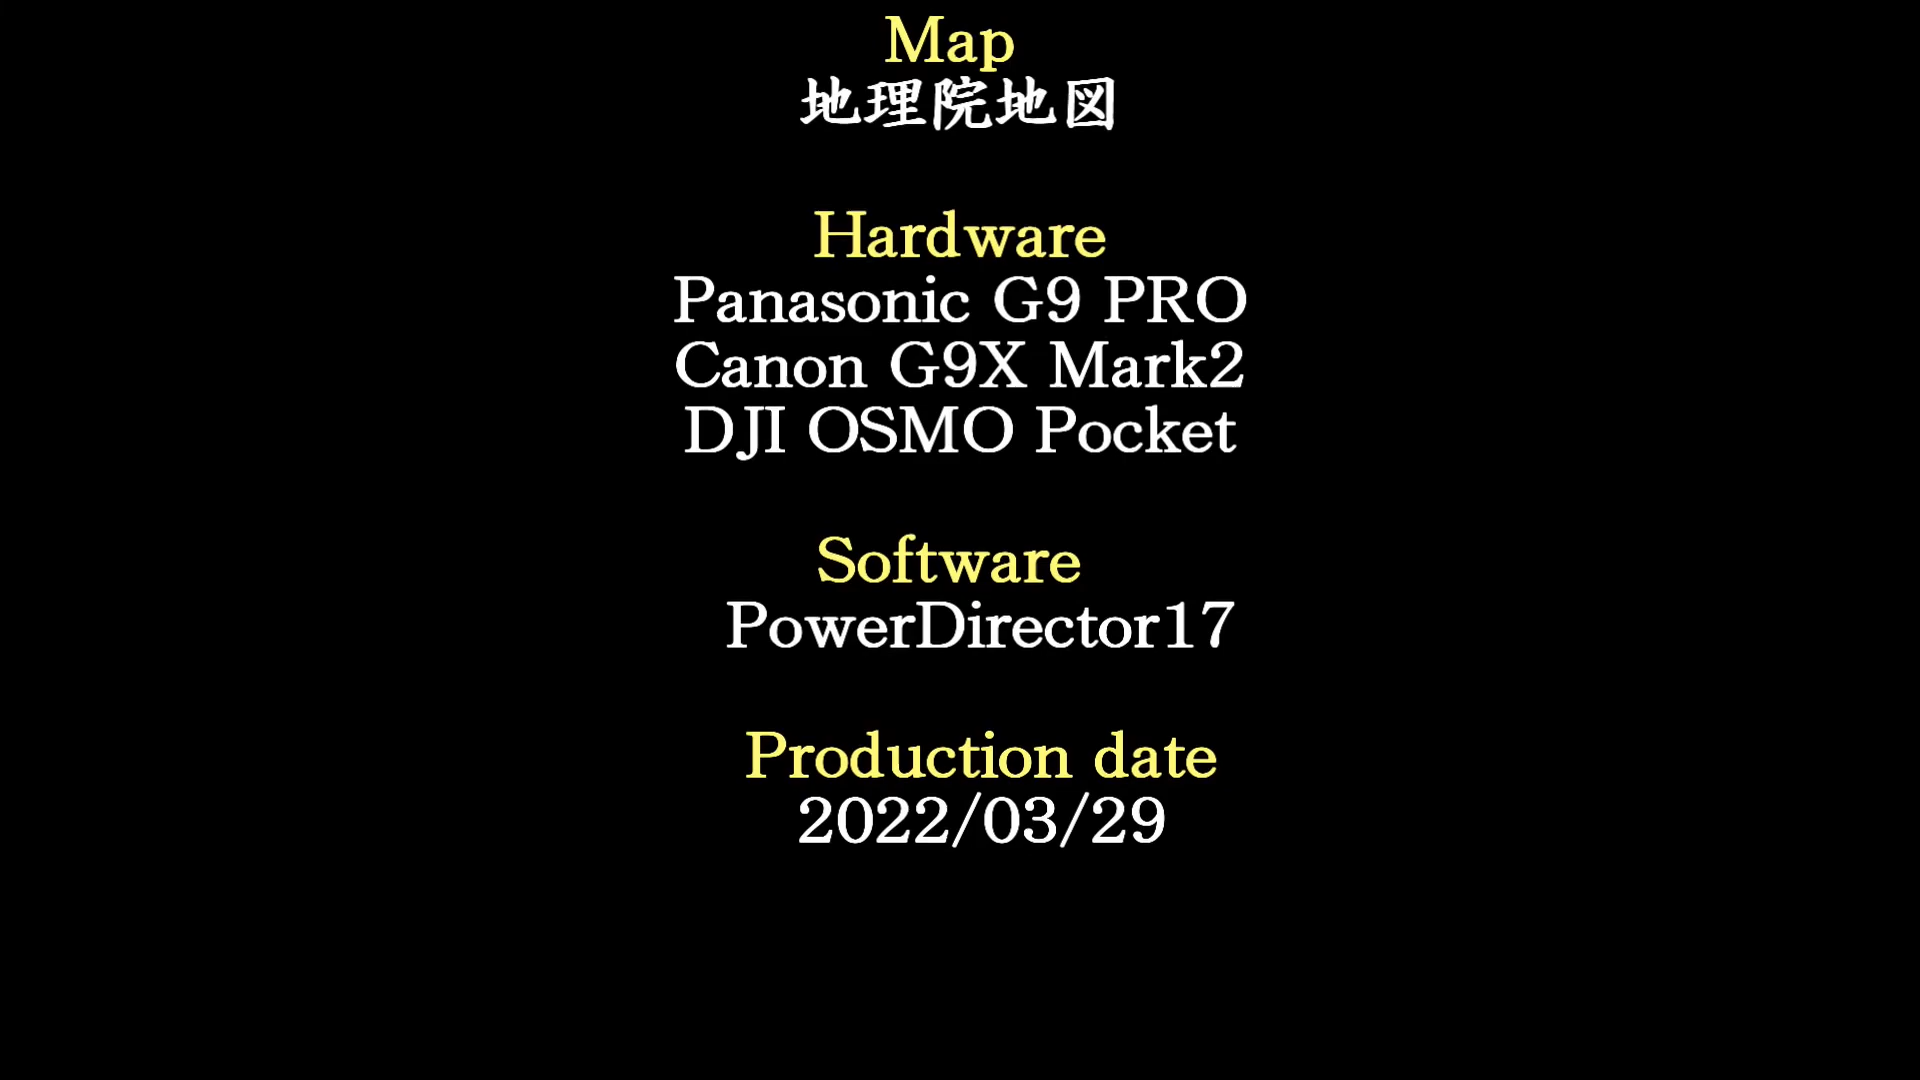 Map
地理院地図
Hardware
Panasonic G9 PRO
Canon G9X Mark2
DJI OSMO Pocket
Software
PowerDirector17
Production date
2022/03/29